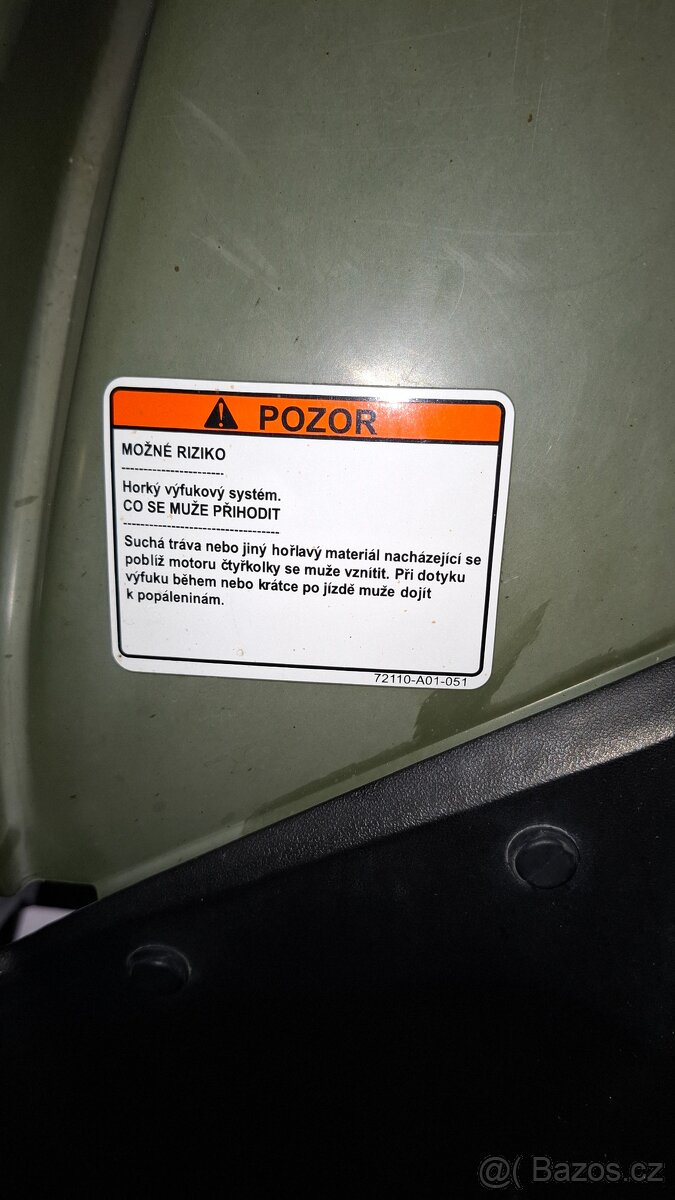 POZOR
MOŽNÉ RIZIKO
------------------------
Horký výfukový systém.
CO SE MUŽE PŘIHODIT
-------------------------------------
Suchá tráva nebo jiný hořlavý materiál nacházející se
poblíž motoru čtyřkolky se muže vznítit. Při dotyku
výfuku během nebo krátce po jízdě muže dojít
k popáleninám.
72110-A01-051
@( Bazos.cz